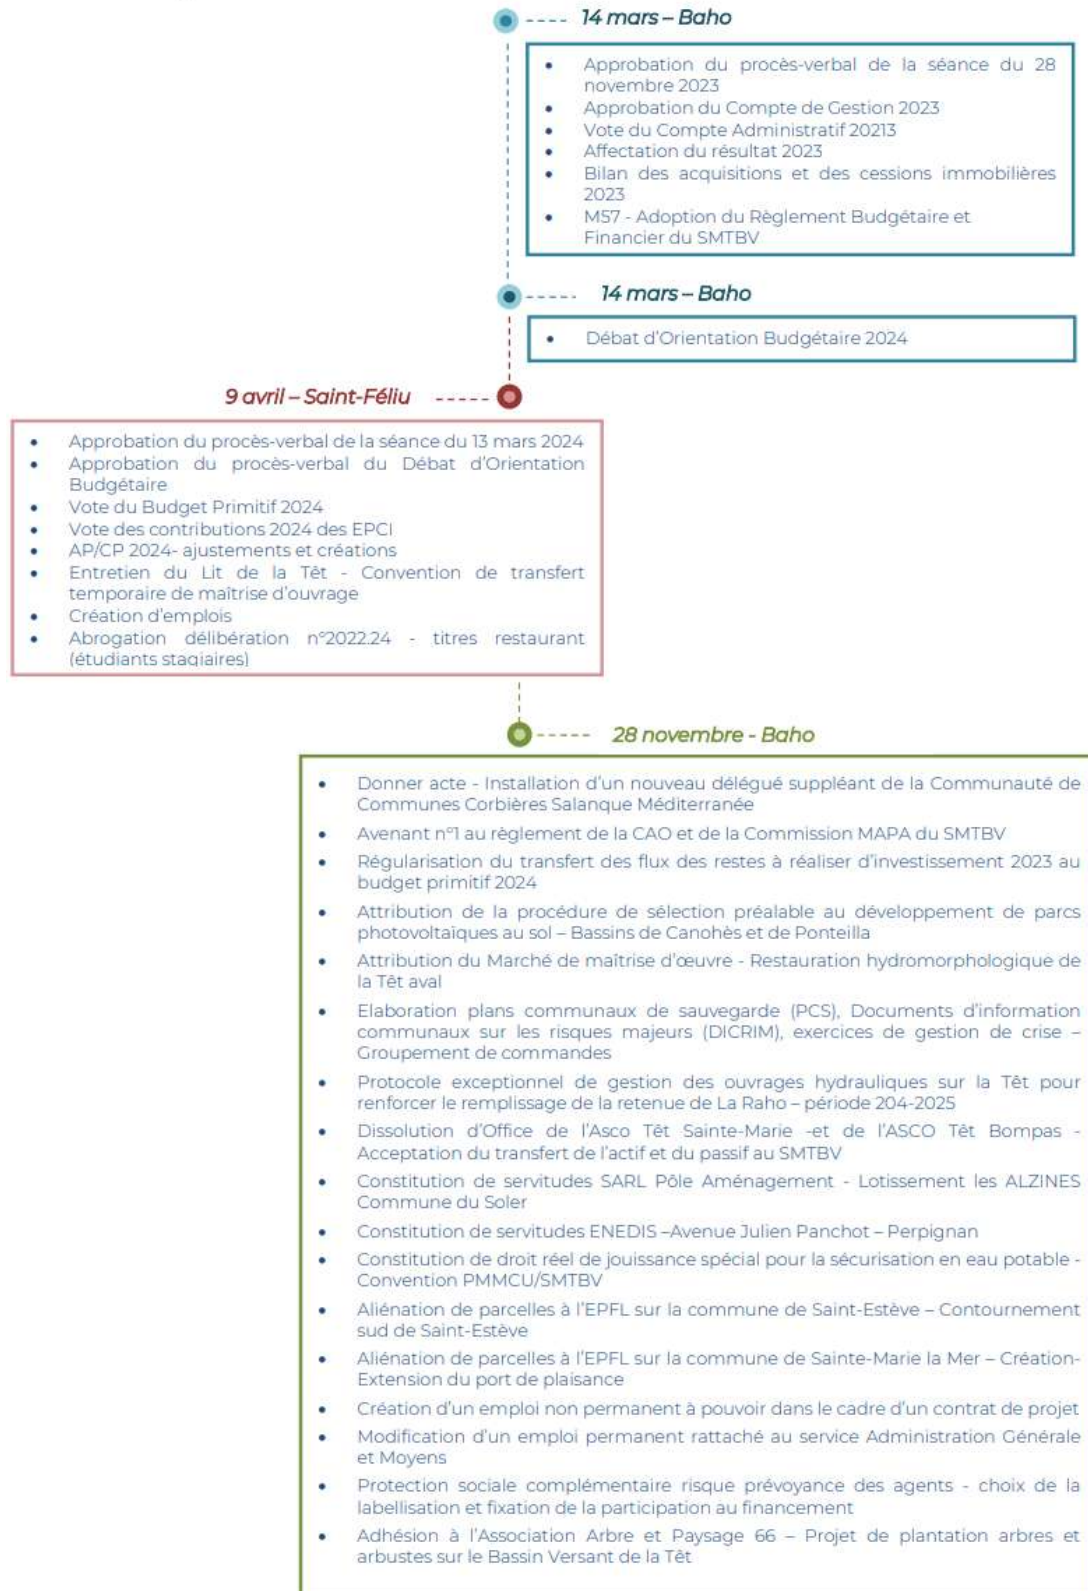 14 mars – Baho
• Approbation du procès-verbal de la séance du 28
novembre 2023
• Approbation du Compte de Gestion 2023
• Vote du Compte Administratif 20213
• Affectation du résultat 2023
• Bilan des acquisitions et des cessions immobilières
2023
• M57 - Adoption du Règlement Budgétaire et
Financier du SMTBV
14 mars – Baho
• Débat d’Orientation Budgétaire 2024
9 avril – Saint-Féliu
• Approbation du procès-verbal de la séance du 13 mars 2024
• Approbation du procès-verbal du Débat d’Orientation
Budgétaire
• Vote du Budget Primitif 2024
• Vote des contributions 2024 des EPCI
• AP/CP 2024- ajustements et créations
• Entretien du Lit de la Têt - Convention de transfert
temporaire de maîtrise d’ouvrage
• Création d’emplois
• Abrogation délibération n°2022.24 - titres restaurant
(étudiants stagiaires)
28 novembre - Baho
• Donner acte - Installation d’un nouveau délégué suppléant de la Communauté de
Communes Corbières Salanque Méditerranée
• Avenant n°1 au règlement de la CAO et de la Commission MAPA du SMTBV
• Régularisation du transfert des flux des restes à réaliser d’investissement 2023 au
budget primitif 2024
• Attribution de la procédure de sélection préalable au développement de parcs
photovoltaïques au sol – Bassins de Canohès et de Ponteilla
• Attribution du Marché de maîtrise d’œuvre - Restauration hydromorphologique de
la Têt aval
• Elaboration plans communaux de sauvegarde (PCS), Documents d’information
communaux sur les risques majeurs (DICRIM), exercices de gestion de crise –
Groupement de commandes
• Protocole exceptionnel de gestion des ouvrages hydrauliques sur la Têt pour
renforcer le remplissage de la retenue de La Raho – période 204-2025
• Dissolution d’Office de l’Asco Têt Sainte-Marie -et de l’ASCO Têt Bompas -
Acceptation du transfert de l’actif et du passif au SMTBV
• Constitution de servitudes SARL Pôle Aménagement - Lotissement les ALZINES
Commune du Soler
• Constitution de servitudes ENEDIS –Avenue Julien Panchot – Perpignan
• Constitution de droit réel de jouissance spécial pour la sécurisation en eau potable -
Convention PMMCU/SMTBV
• Aliénation de parcelles à l’EPFL sur la commune de Saint-Estève – Contournement
sud de Saint-Estève
• Aliénation de parcelles à l’EPFL sur la commune de Sainte-Marie la Mer – Création-
Extension du port de plaisance
• Création d’un emploi non permanent à pouvoir dans le cadre d’un contrat de projet
• Modification d’un emploi permanent rattaché au service Administration Générale
et Moyens
• Protection sociale complémentaire risque prévoyance des agents - choix de la
labellisation et fixation de la participation au financement
• Adhésion à l’Association Arbre et Paysage 66 – Projet de plantation arbres et
arbustes sur le Bassin Versant de la Têt